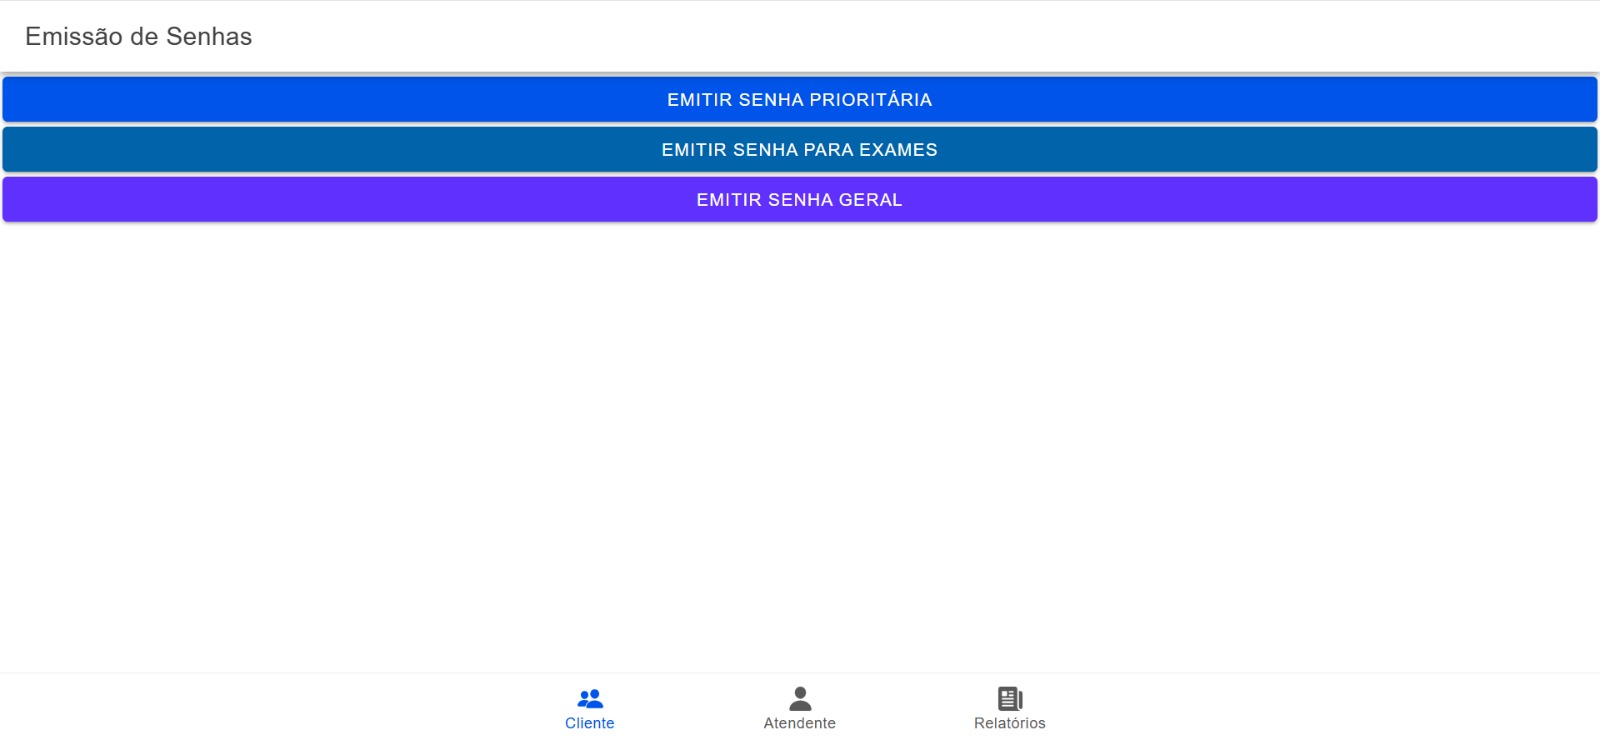 Emissão de Senhas
EMITIR SENHA PRIORITÁRIA
EMITIR SENHA PARA EXAMES
EMITIR SENHA GERAL
Cliente
Atendente
Relatórios